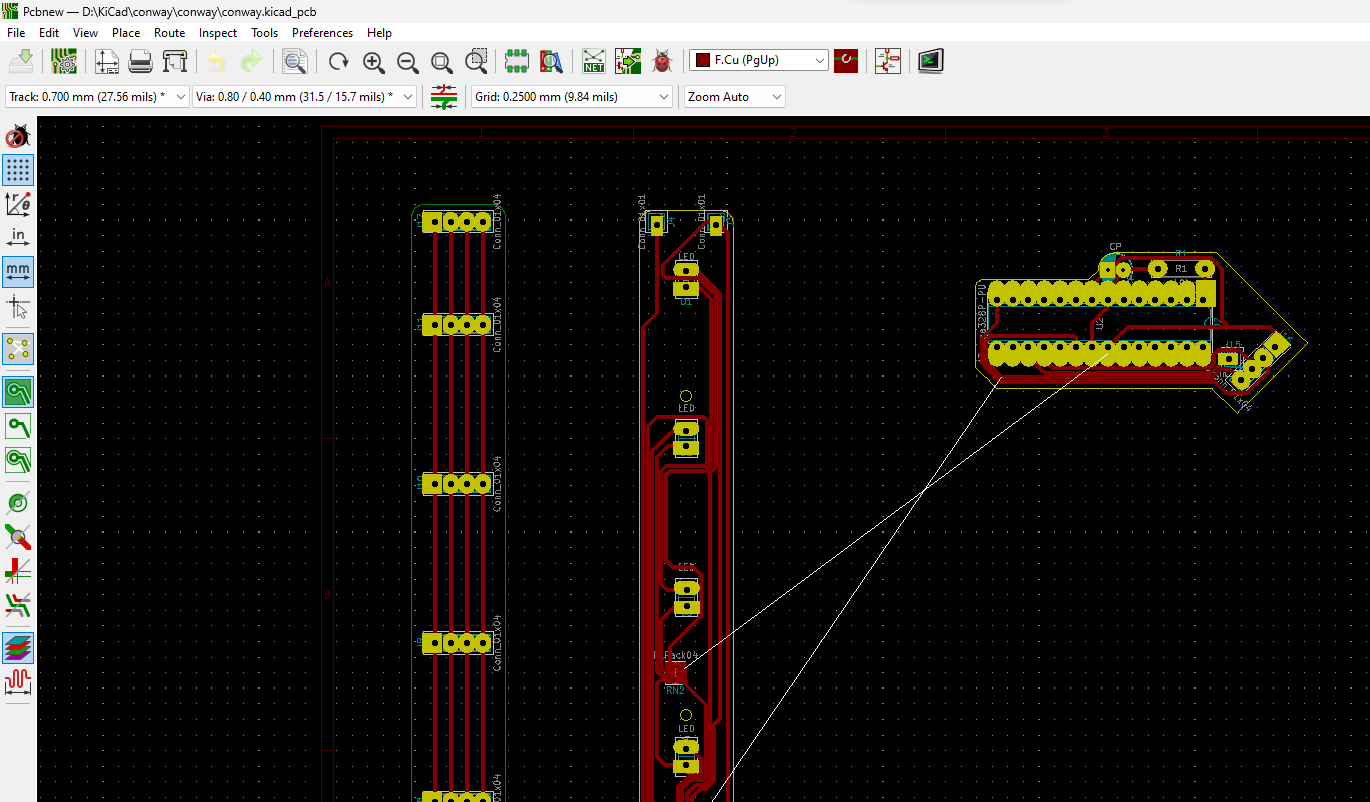 Pcbnew — D:\KiCad\conway\conway\conway.kicad_pcb
File Edit View Place Route Inspect Tools Preferences Help
NET
F.Cu (PgUp)
Track: 0.700 mm (27.56 mils) *
Via: 0.80 / 0.40 mm (31.5 / 15.7 mils) *
Grid: 0.2500 mm (9.84 mils)
Zoom Auto
in
mm
1
2
3
A
B
Conn_01x04
Conn_01x04
Conn_01x04
Conn_01x04
Conn_01x01
Conn_01x01
LED
D1
LED
LED
RN2
LED
CP
R1
R1
U2